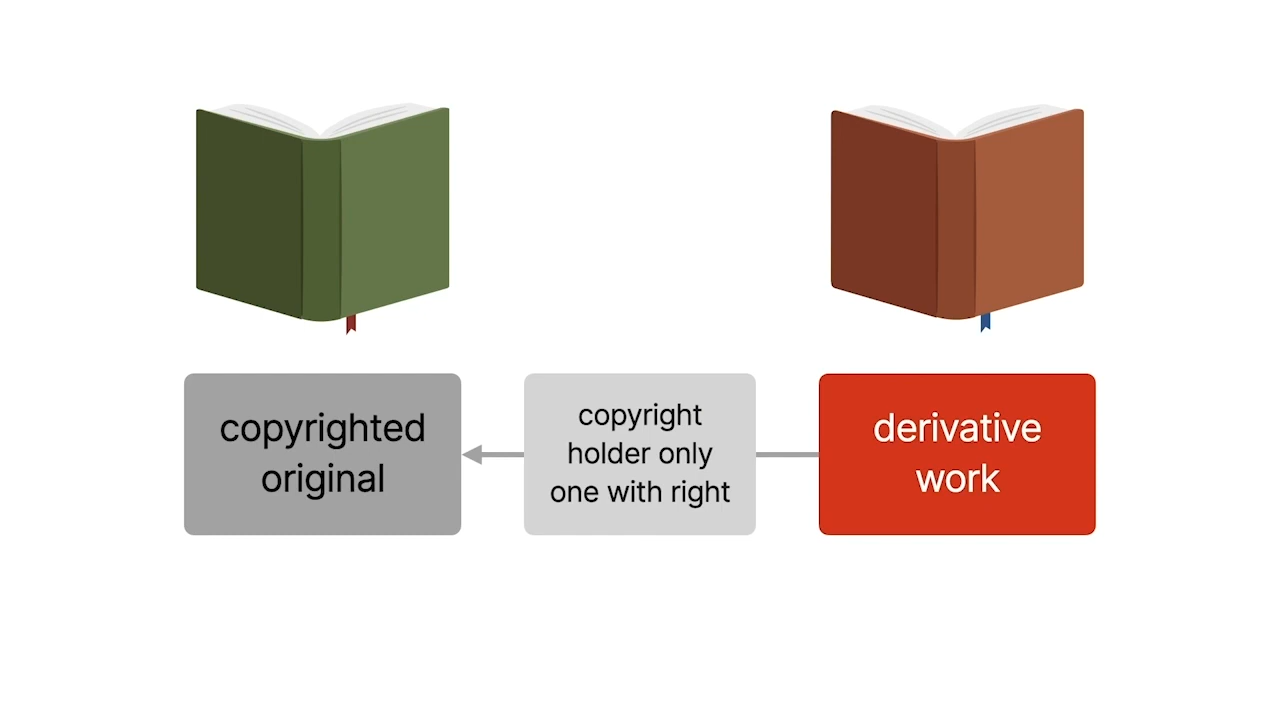 copyrighted
original
copyright
holder only
one with right
derivative
work